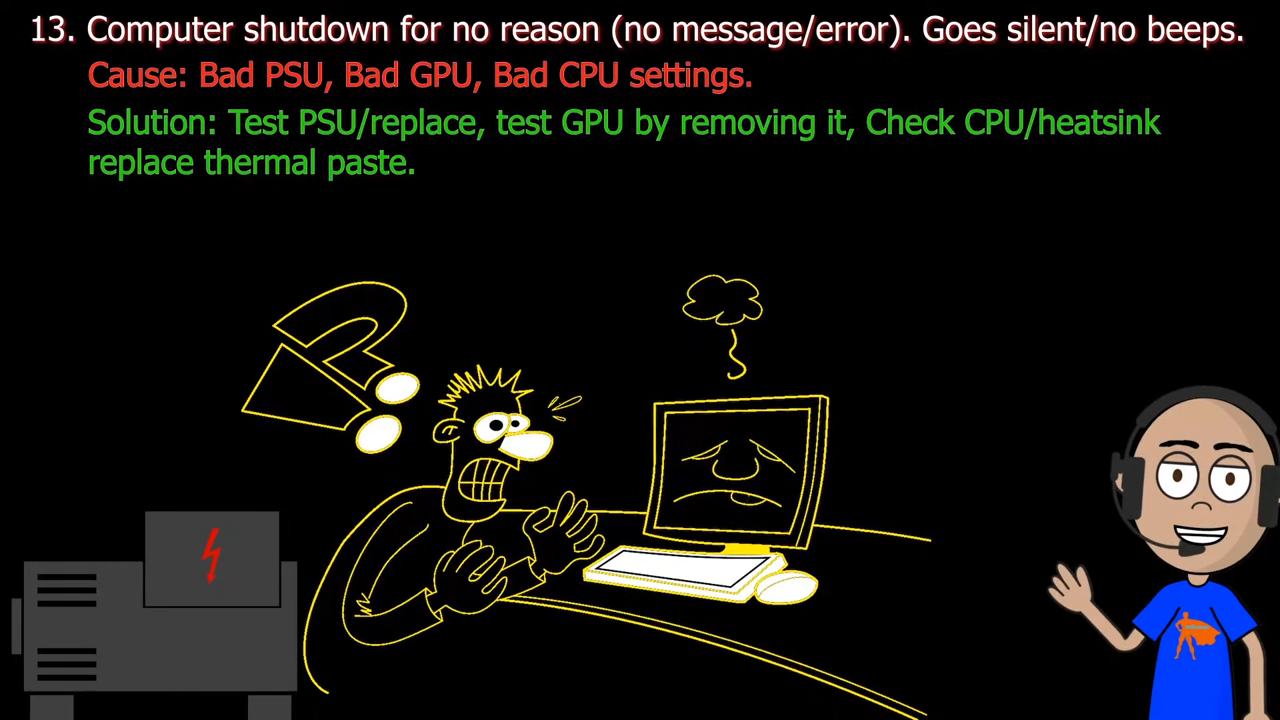 13. Computer shutdown for no reason (no message/error). Goes silent/no beeps.
Cause: Bad PSU, Bad GPU, Bad CPU settings.
Solution: Test PSU/replace, test GPU by removing it, Check CPU/heatsink
replace thermal paste.